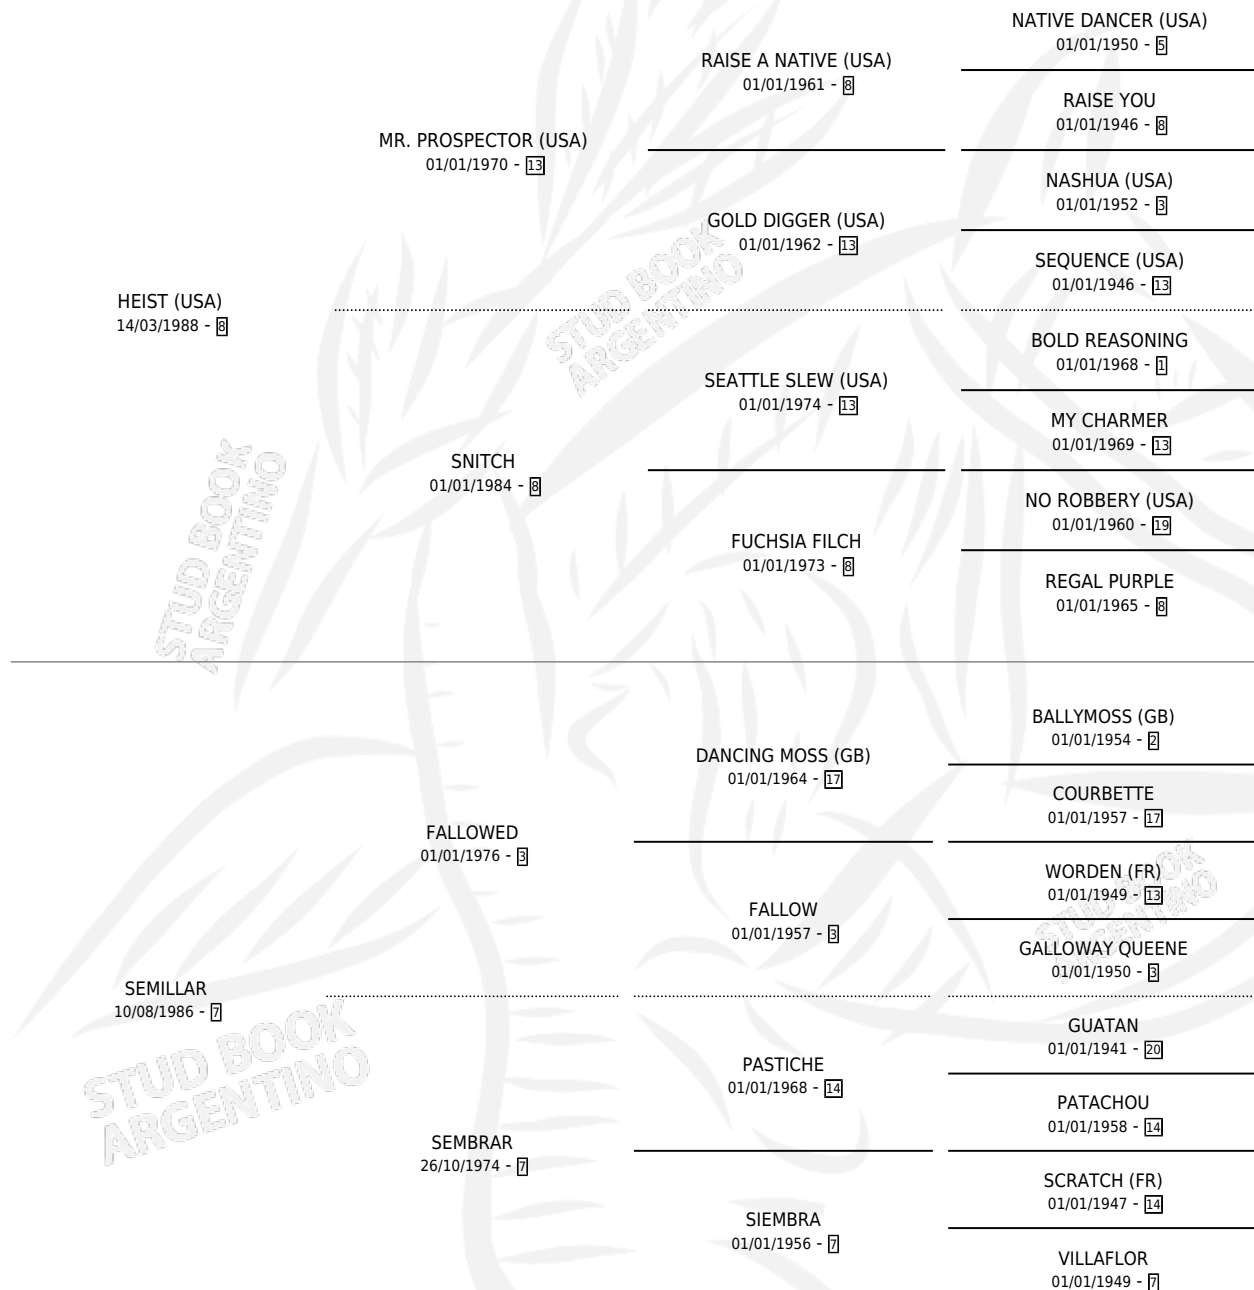 NATIVE DANCER (USA)
01/01/1950 - 5
RAISE A NATIVE (USA)
01/01/1961 - 8
RAISE YOU
01/01/1946 - 8
MR. PROSPECTOR (USA)
01/01/1970 - 13
NASHUA (USA)
01/01/1952 - 3
GOLD DIGGER (USA)
01/01/1962 - 13
SEQUENCE (USA)
01/01/1946 - 13
HEIST (USA)
14/03/1988 - 8
BOLD REASONING
01/01/1968 - 1
SEATTLE SLEW (USA)
01/01/1974 - 13
MY CHARMER
01/01/1969 - 13
SNITCH
01/01/1984 - 8
NO ROBBERY (USA)
01/01/1960 - 19
FUCHSIA FILCH
01/01/1973 - 8
REGAL PURPLE
01/01/1965 - 8
BALLYMOSS (GB)
01/01/1954 - 2
DANCING MOSS (GB)
01/01/1964 - 17
COURBETTE
01/01/1957 - 17
FALLOWED
01/01/1976 - 3
WORDEN (FR)
01/01/1949 - 13
FALLOW
01/01/1957 - 3
GALLOWAY QUEENE
01/01/1950 - 3
SEMILLAR
10/08/1986 - 7
GUATAN
01/01/1941 - 20
PASTICHE
01/01/1968 - 14
PATACHOU
01/01/1958 - 14
SEMBRAR
26/10/1974 - 7
SCRATCH (FR)
01/01/1947 - 14
SIEMBRA
01/01/1956 - 7
VILLAFLOR
01/01/1949 - 7
STUD BOOK
ARGENTINO
STUD BOOK
ARGENTINO
STUD BOOK
ARGENTINO
STUD BOOK
ARGENTINO